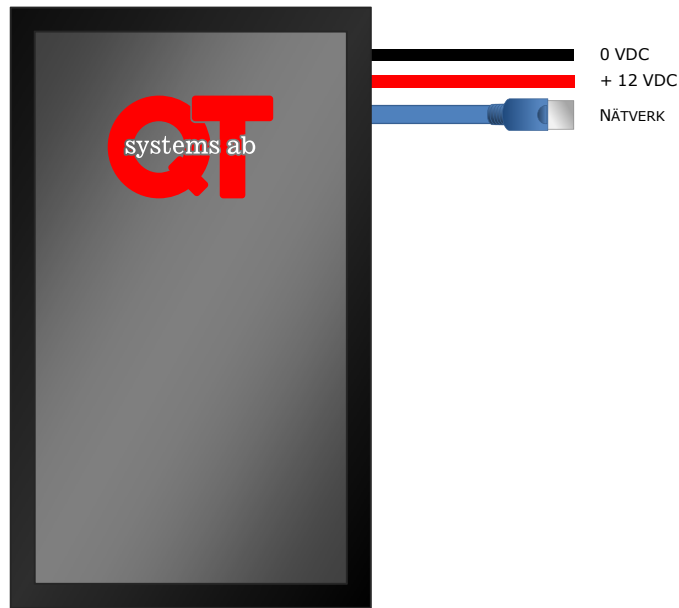 QT
systems ab
0 VDC
+ 12 VDC
NÄTVERK